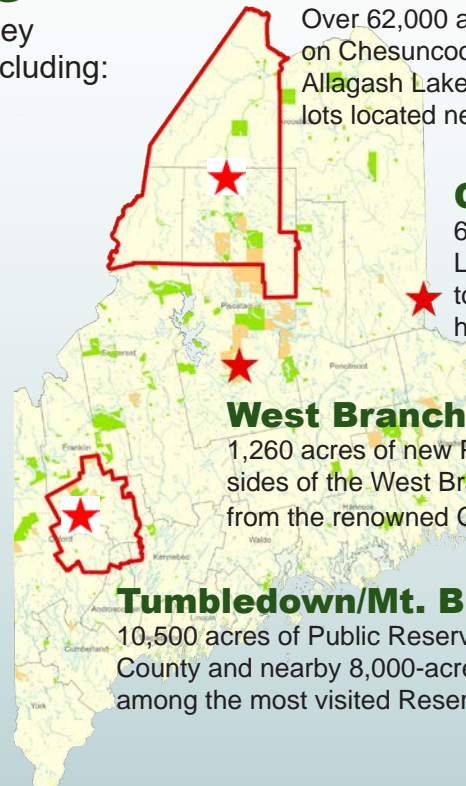 ey
cluding:
Over 62,000 a
on Chesuncoo
Allagash Lake
lots located ne
Aroostook
C
6
L
to
h
Piscataquis
Somerset
Penobscot
West Branch
1,260 acres of new P
sides of the West Br
from the renowned G
Franklin
Oxford
Hancock
Waldo
Kennebec
Tumbledown/Mt. B
10,500 acres of Public Reserv
County and nearby 8,000-acre
among the most visited Reser
Androscoggin
Lincoln
Cumberland
York